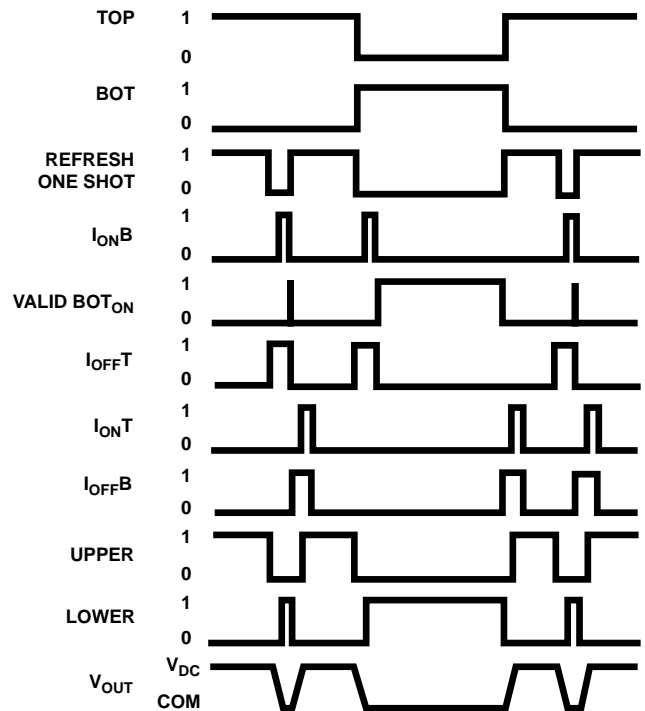 TOP 1
0
BOT 1
0
REFRESH
ONE SHOT 1
0
IONB 1
0
VALID BOTON 1
0
IOFFT 1
0
IONT 1
0
IOFFB 1
0
UPPER 1
0
LOWER 1
0
VOUT VDC
COM